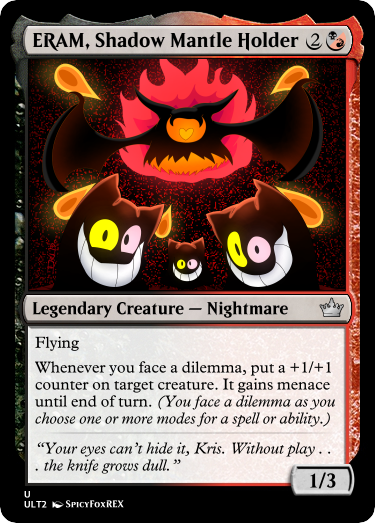 ERAM, Shadow Mantle Holder 2
Legendary Creature — Nightmare
Flying
Whenever you face a dilemma, put a +1/+1
counter on target creature. It gains menace
until end of turn. (You face a dilemma as you
choose one or more modes for a spell or ability.)
“Your eyes can't hide it, Kris. Without play . .
. the knife grows dull.”
1/3
U
ULT2 SPICYFOXREX